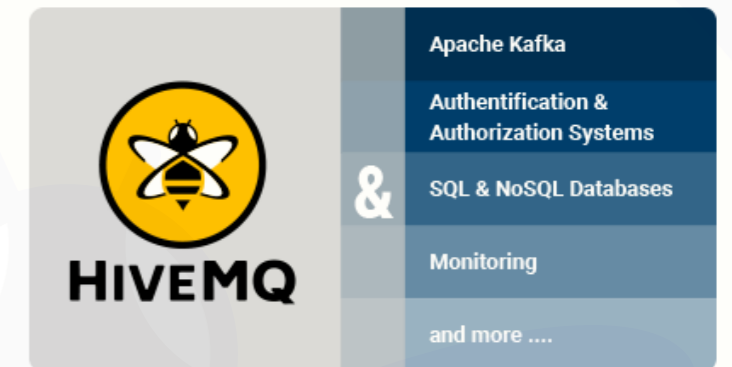 HIVEMQ
&
Apache Kafka
Authentification &
Authorization Systems
SQL & NoSQL Databases
Monitoring
and more ....